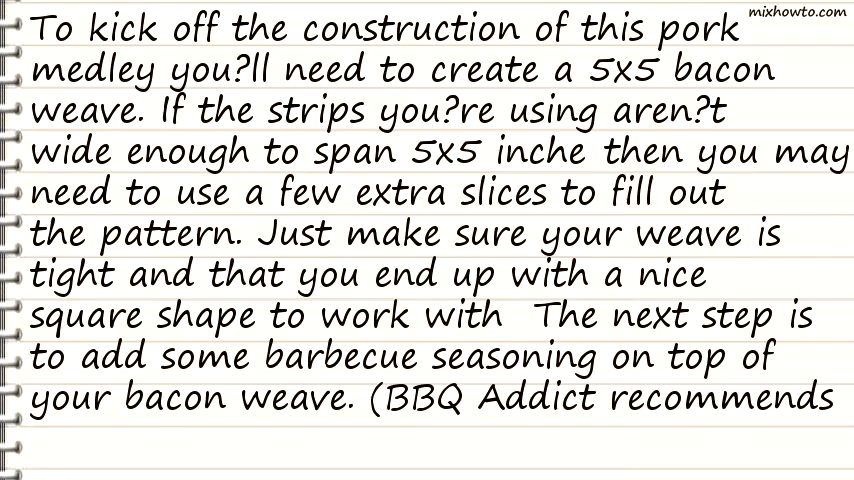 mixhowto.com
To kick off the construction of this pork
medley you?ll need to create a 5x5 bacon
weave. If the strips you?re using aren?t
wide enough to span 5x5 inche then you may
need to use a few extra slices to fill out
the pattern. Just make sure your weave is
tight and that you end up with a nice
square shape to work with  The next step is
to add some barbecue seasoning on top of
your bacon weave. (BBQ Addict recommends